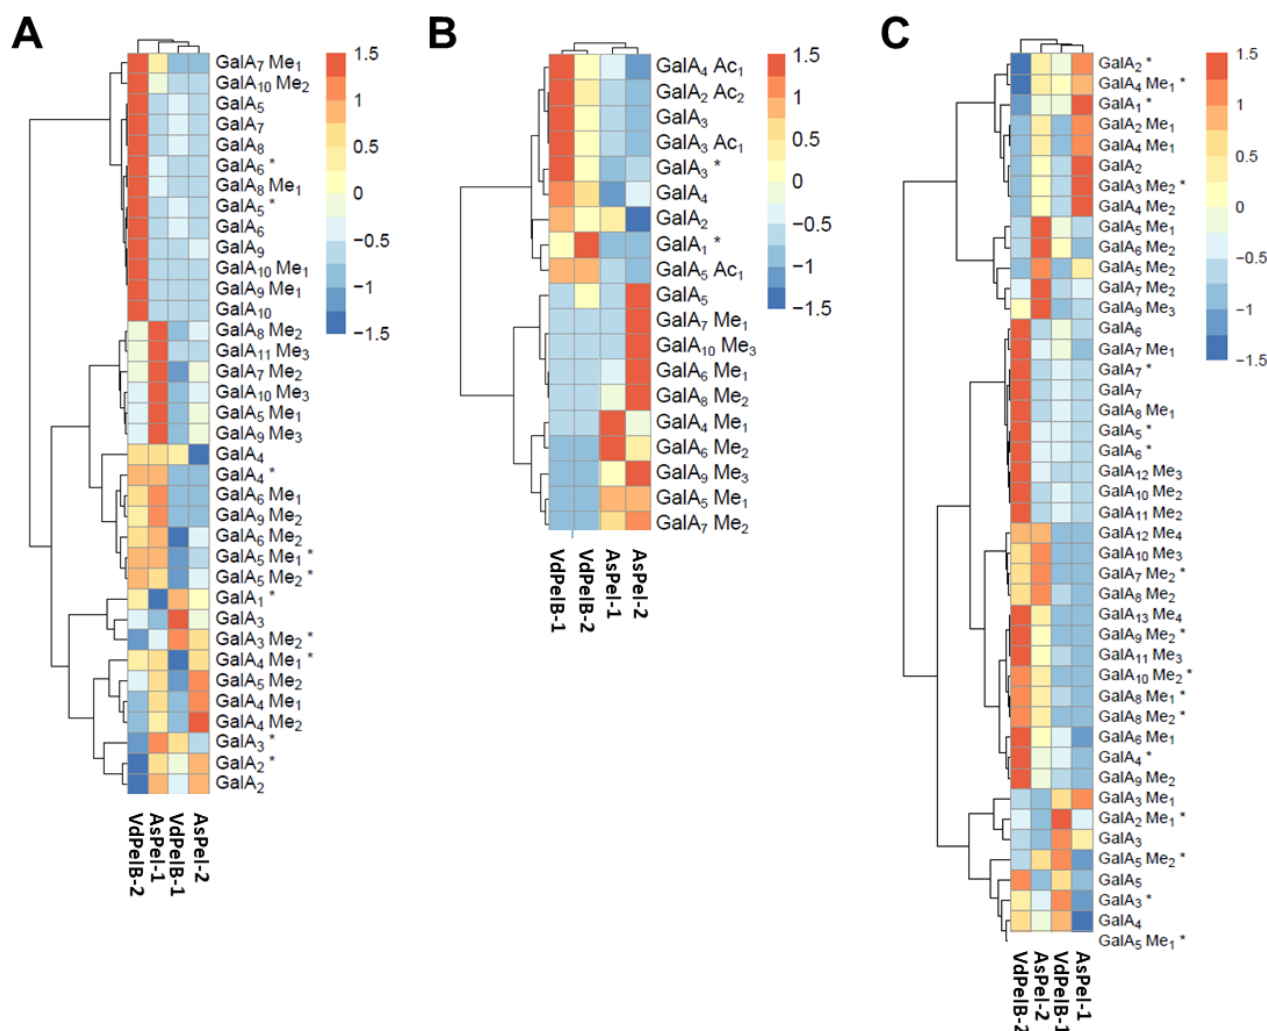 A
GalA7 Me1
GalA10 Me2
GalA5
GalA7
GalA8
GalA6 *
GalA8 Me1
GalA5 *
GalA6
GalA9
GalA10 Me1
GalA9 Me1
GalA10
GalA8 Me2
GalA11 Me3
GalA7 Me2
GalA10 Me3
GalA5 Me1
GalA9 Me3
GalA4
GalA4 *
GalA6 Me1
GalA9 Me2
GalA6 Me2
GalA5 Me1 *
GalA5 Me2 *
GalA1 *
GalA3
GalA3 Me2 *
GalA4 Me1 *
GalA5 Me2
GalA4 Me1
GalA4 Me2
GalA3 *
GalA2 *
GalA2
VdPelB-2
AsPel-1
VdPelB-1
AsPel-2
1.5
1
0.5
0
−0.5
−1
−1.5
B
GalA4 Ac1
GalA2 Ac2
GalA3
GalA3 Ac1
GalA3 *
GalA4
GalA2
GalA1 *
GalA5 Ac1
GalA5
GalA7 Me1
GalA10 Me3
GalA6 Me1
GalA8 Me2
GalA4 Me1
GalA6 Me2
GalA9 Me3
GalA5 Me1
GalA7 Me2
VdPelB-1
VdPelB-2
AsPel-1
AsPel-2
1.5
1
0.5
0
−0.5
−1
−1.5
C
GalA2 *
GalA4 Me1 *
GalA1 *
GalA2 Me1
GalA4 Me1
GalA2
GalA3 Me2 *
GalA4 Me2
GalA5 Me1
GalA6 Me2
GalA5 Me2
GalA7 Me2
GalA9 Me3
GalA6
GalA7 Me1
GalA7 *
GalA7
GalA8 Me1
GalA5 *
GalA6 *
GalA12 Me3
GalA10 Me2
GalA11 Me2
GalA12 Me4
GalA10 Me3
GalA7 Me2 *
GalA8 Me2
GalA13 Me4
GalA9 Me2 *
GalA11 Me3
GalA10 Me2 *
GalA8 Me1 *
GalA8 Me2 *
GalA6 Me1
GalA4 *
GalA9 Me2
GalA3 Me1
GalA2 Me1 *
GalA3
GalA5 Me2 *
GalA5
GalA3 *
GalA4
GalA5 Me1 *
VdPelB-2
AsPel-2
VdPelB-1
AsPel-1
1.5
1
0.5
0
−0.5
−1
−1.5